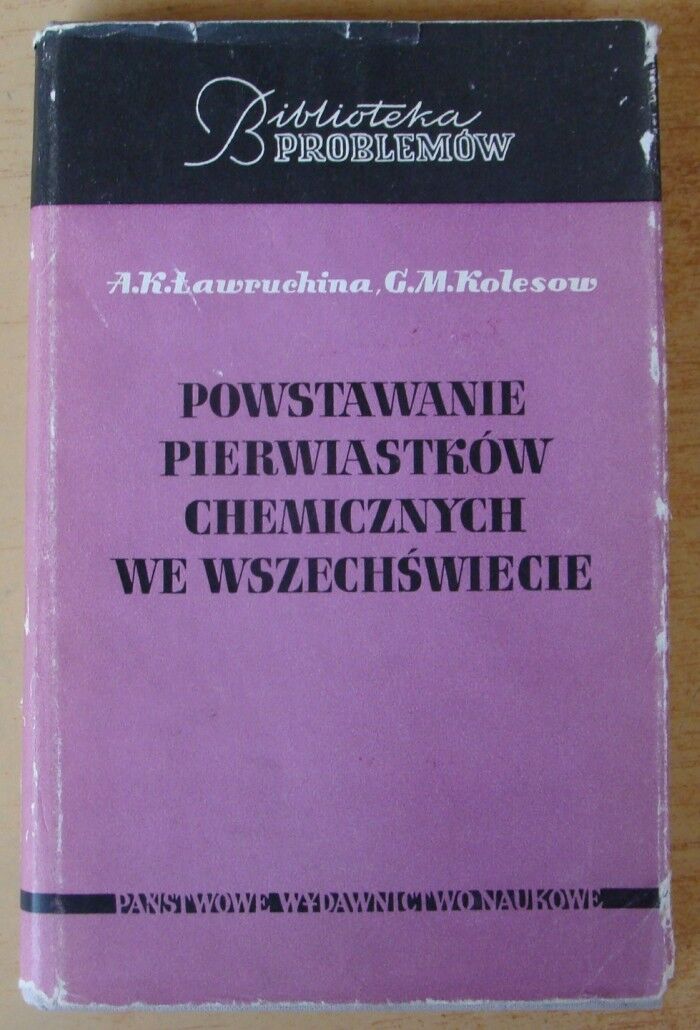 Biblioteka
PROBLEMÓW
A.K.Ławruchina, G.M.Kolesow
POWSTAWANIE
PIERWIASTKÓW
CHEMICZNYCH
WE WSZECHŚWIECIE
PAŃSTWOWE WYDAWNICTWO NAUKOWE